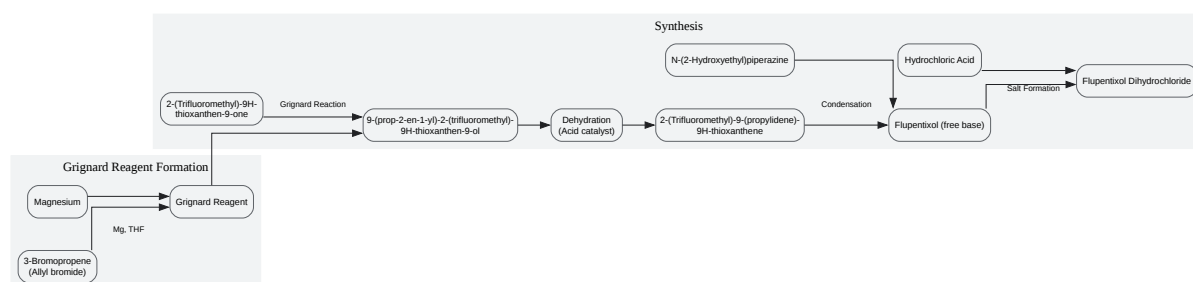 Synthesis
N-(2-Hydroxyethyl)piperazine
Hydrochloric Acid
Flupentixol Dihydrochloride
Salt Formation
2-(Trifluoromethyl)-9H-
thioxanthen-9-one
Grignard Reaction
9-(prop-2-en-1-yl)-2-(trifluoromethyl)-
9H-thioxanthen-9-ol
Dehydration
(Acid catalyst)
2-(Trifluoromethyl)-9-(propylidene)-
9H-thioxanthene
Condensation
Flupentixol (free base)
Grignard Reagent Formation
Magnesium
Grignard Reagent
Mg, THF
3-Bromopropene
(Allyl bromide)